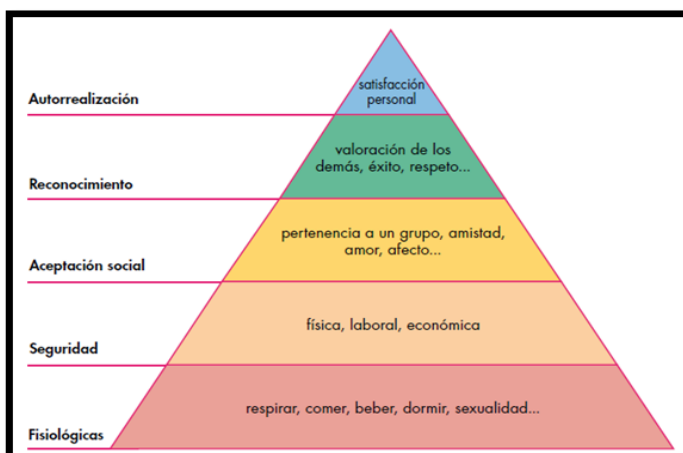 satisfacción
personal
Autorrealización
valoración de los
demás, éxito, respeto...
Reconocimiento
pertenencia a un grupo, amistad,
amor, afecto...
Aceptación social
física, laboral, económica
Seguridad
respirar, comer, beber, dormir, sexualidad...
Fisiológicas